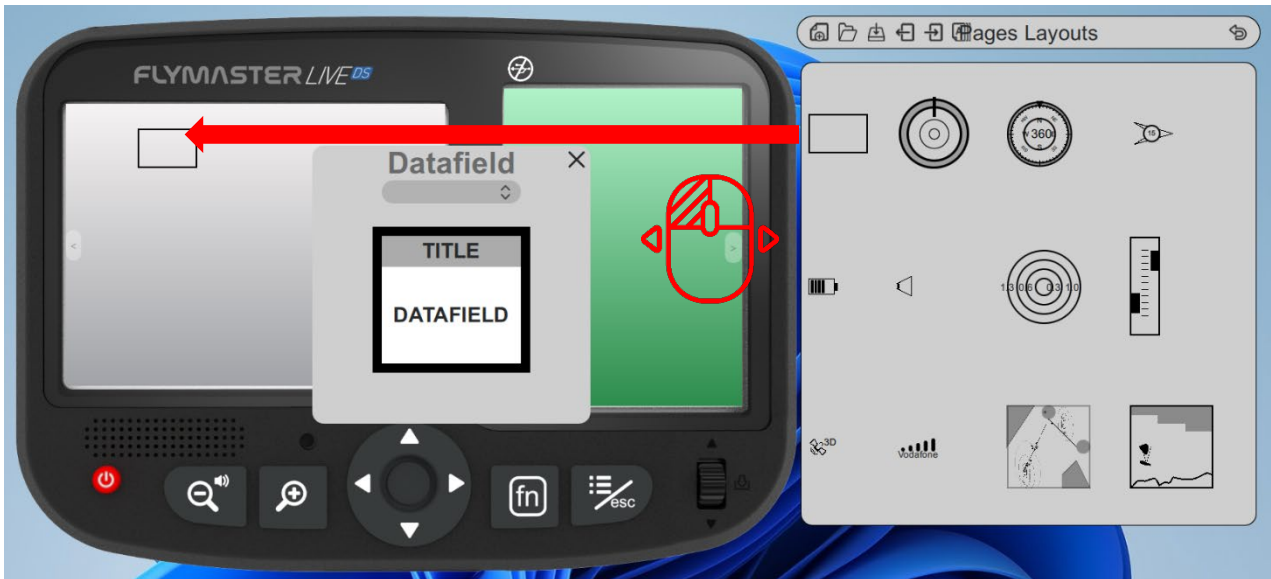 Pages Layouts
FLYMASTER LIVE DS
Datafield
TITLE
DATAFIELD
360
15
1.3 0.6 0.3 1.0
3D
Vodafone
fn
esc